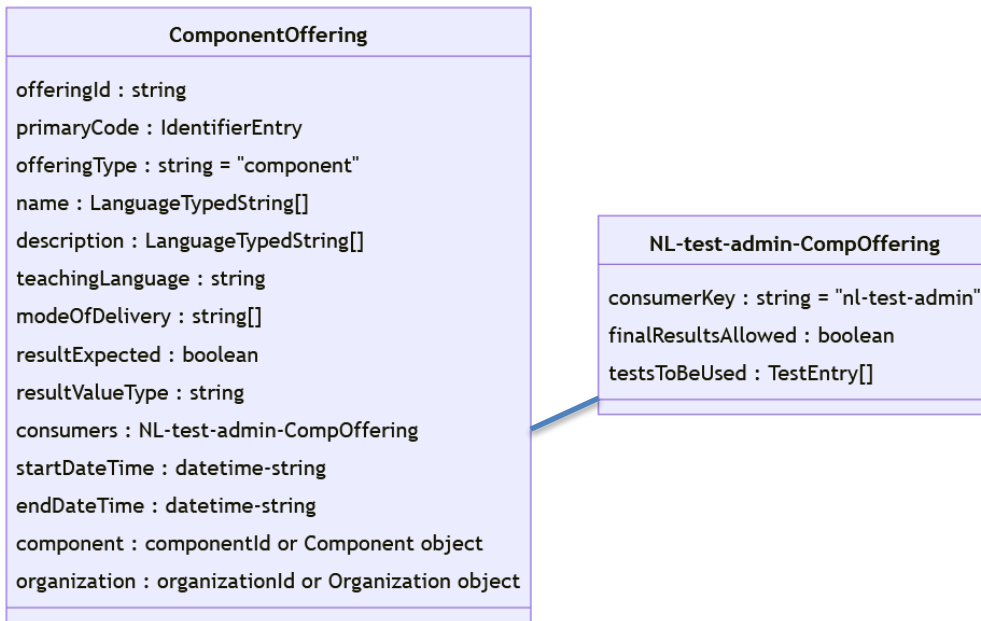 ComponentOffering
offeringId : string
primaryCode : IdentifierEntry
offeringType : string = "component"
name : LanguageTypedString[]
description : LanguageTypedString[]
teachingLanguage : string
modeOfDelivery : string[]
resultExpected : boolean
resultValueType : string
consumers : NL-test-admin-CompOffering
startDateTime : datetime-string
endDateTime : datetime-string
component : componentId or Component object
organization : organizationId or Organization object
NL-test-admin-CompOffering
consumerKey : string = "nl-test-admin"
finalResultsAllowed : boolean
testsToBeUsed : TestEntry[]